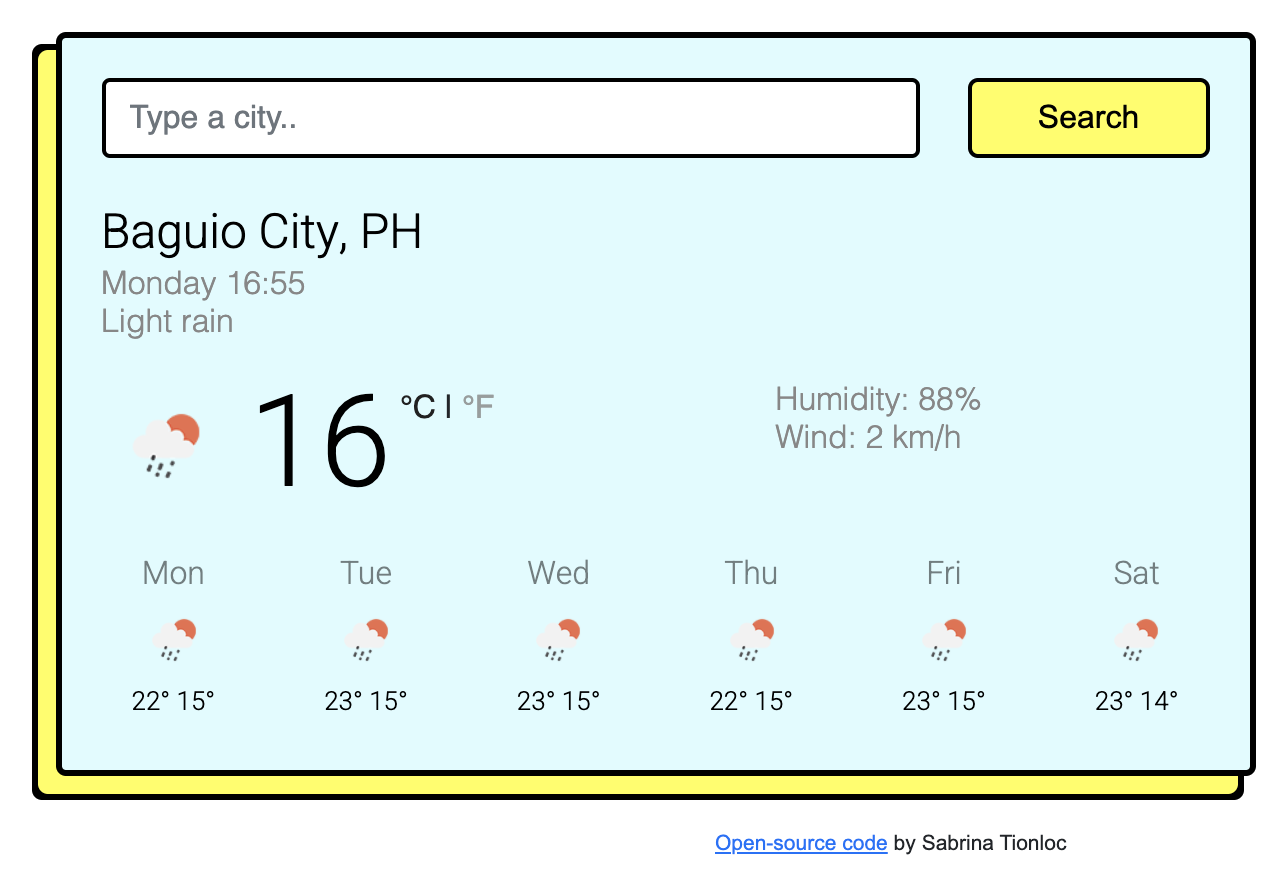 Type a city..
Search
Baguio City, PH
Monday 16:55
Light rain
16 °C | °F
Humidity: 88%
Wind: 2 km/h
Mon Tue Wed Thu Fri Sat
22° 15° 23° 15° 23° 15° 22° 15° 23° 15° 23° 14°
Open-source code by Sabrina Tionloc